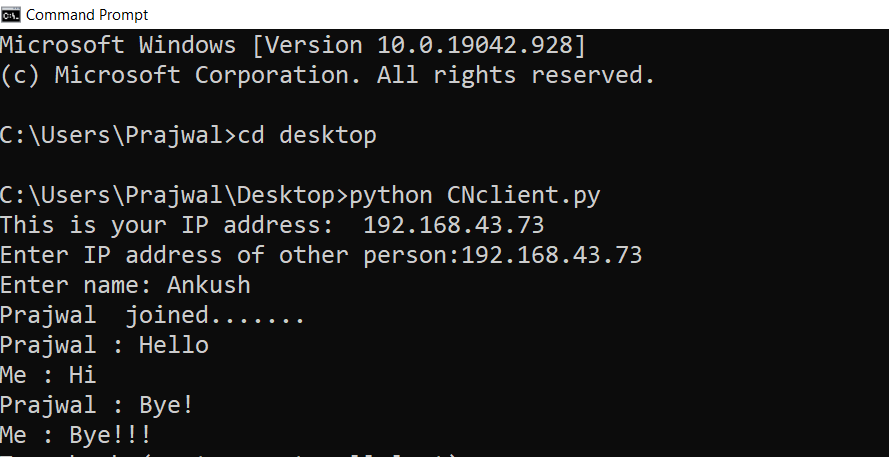 Command Prompt
Microsoft Windows [Version 10.0.19042.928]
(c) Microsoft Corporation. All rights reserved.
C:\Users\Prajwal>cd desktop
C:\Users\Prajwal\Desktop>python CNclient.py
This is your IP address:  192.168.43.73
Enter IP address of other person:192.168.43.73
Enter name: Ankush
Prajwal  joined.......
Prajwal : Hello
Me : Hi
Prajwal : Bye!
Me : Bye!!!